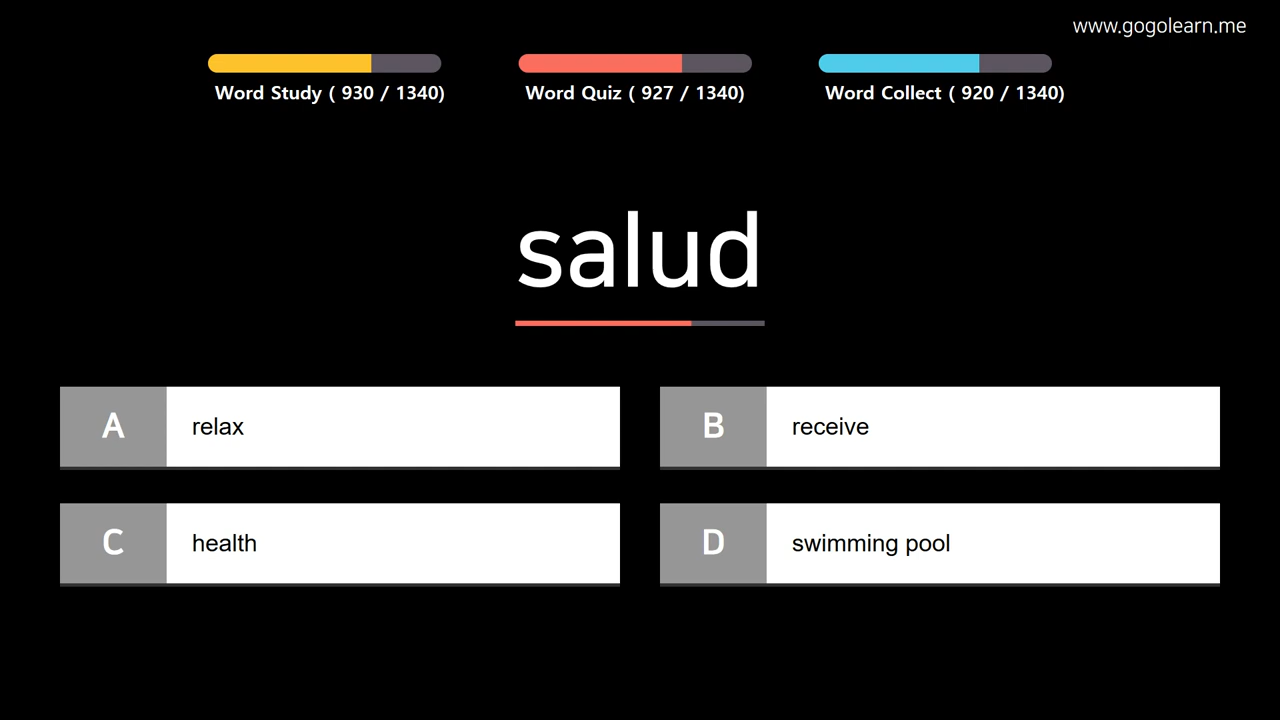 www.gogolearn.me
Word Study ( 930 / 1340)
Word Quiz ( 927 / 1340)
Word Collect ( 920 / 1340)
salud
A relax
B receive
C health
D swimming pool